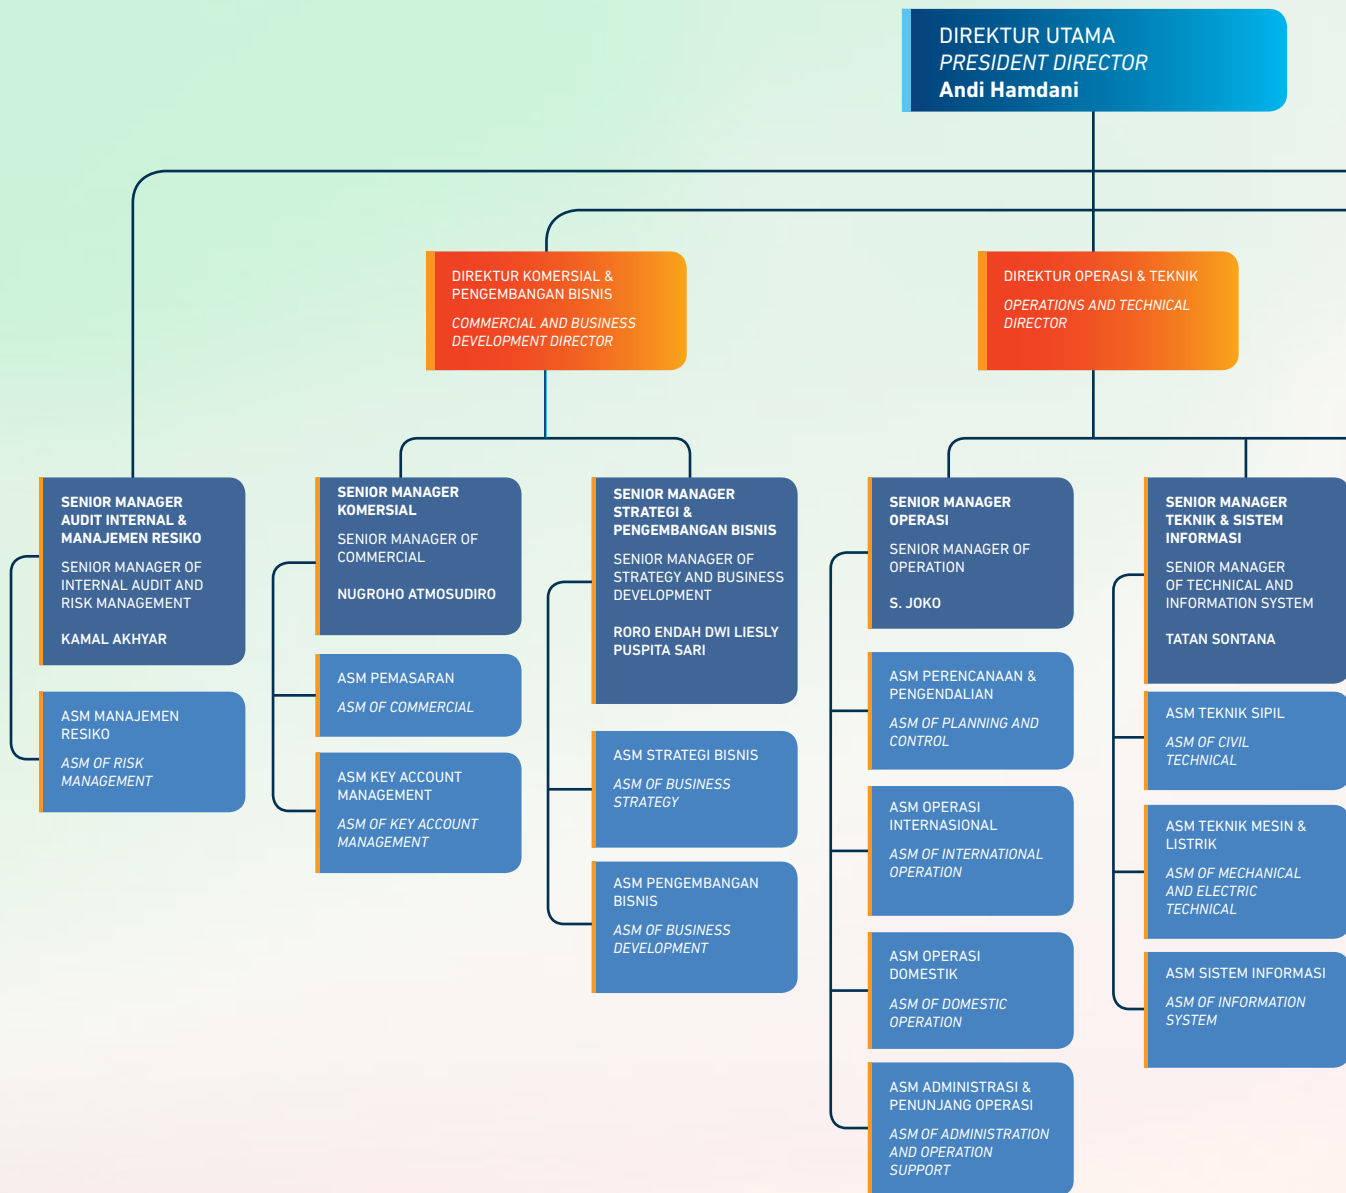 DIREKTUR UTAMA
PRESIDENT DIRECTOR
Andi Hamdani
DIREKTUR KOMERSIAL &
PENGEMBANGAN BISNIS
COMMERCIAL AND BUSINESS
DEVELOPMENT DIRECTOR
DIREKTUR OPERASI & TEKNIK
OPERATIONS AND TECHNICAL
DIRECTOR
SENIOR MANAGER
AUDIT INTERNAL &
MANAJEMEN RESIKO
SENIOR MANAGER OF
INTERNAL AUDIT AND
RISK MANAGEMENT
KAMAL AKHYAR
ASM MANAJEMEN
RESIKO
ASM OF RISK
MANAGEMENT
SENIOR MANAGER
KOMERSIAL
SENIOR MANAGER OF
COMMERCIAL
NUGROHO ATMOSUDIRO
ASM PEMASARAN
ASM OF COMMERCIAL
ASM KEY ACCOUNT
MANAGEMENT
ASM OF KEY ACCOUNT
MANAGEMENT
SENIOR MANAGER
STRATEGI &
PENGEMBANGAN BISNIS
SENIOR MANAGER OF
STRATEGY AND BUSINESS
DEVELOPMENT
RORO ENDAH DWI LIESLY
PUSPITA SARI
ASM STRATEGI BISNIS
ASM OF BUSINESS
STRATEGY
ASM PENGEMBANGAN
BISNIS
ASM OF BUSINESS
DEVELOPMENT
SENIOR MANAGER
OPERASI
SENIOR MANAGER OF
OPERATION
S. JOKO
ASM PERENCANAAN &
PENGENDALIAN
ASM OF PLANNING AND
CONTROL
ASM OPERASI
INTERNASIONAL
ASM OF INTERNATIONAL
OPERATION
ASM OPERASI
DOMESTIK
ASM OF DOMESTIC
OPERATION
ASM ADMINISTRASI &
PENUNJANG OPERASI
ASM OF ADMINISTRATION
AND OPERATION
SUPPORT
SENIOR MANAGER
TEKNIK & SISTEM
INFORMASI
SENIOR MANAGER
OF TECHNICAL AND
INFORMATION SYSTEM
TATAN SONTANA
ASM TEKNIK SIPIL
ASM OF CIVIL
TECHNICAL
ASM TEKNIK MESIN &
LISTRIK
ASM OF MECHANICAL
AND ELECTRIC
TECHNICAL
ASM SISTEM INFORMASI
ASM OF INFORMATION
SYSTEM